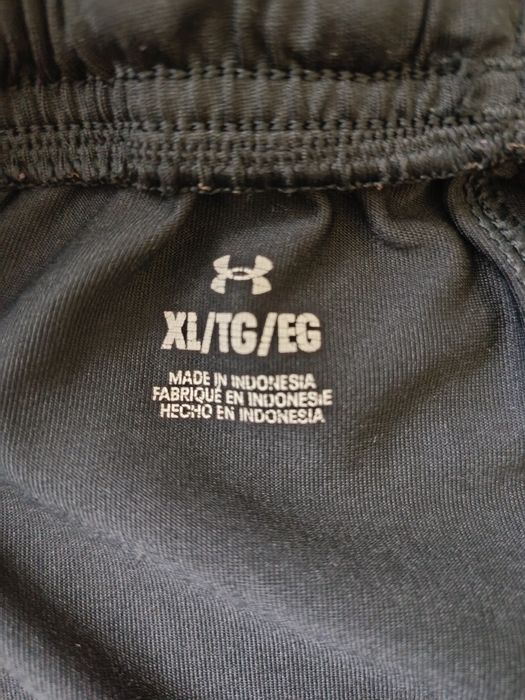 XL/TG/EG
MADE IN INDONESIA
FABRIQUÉ EN INDONESIE
HECHO EN INDONESIA